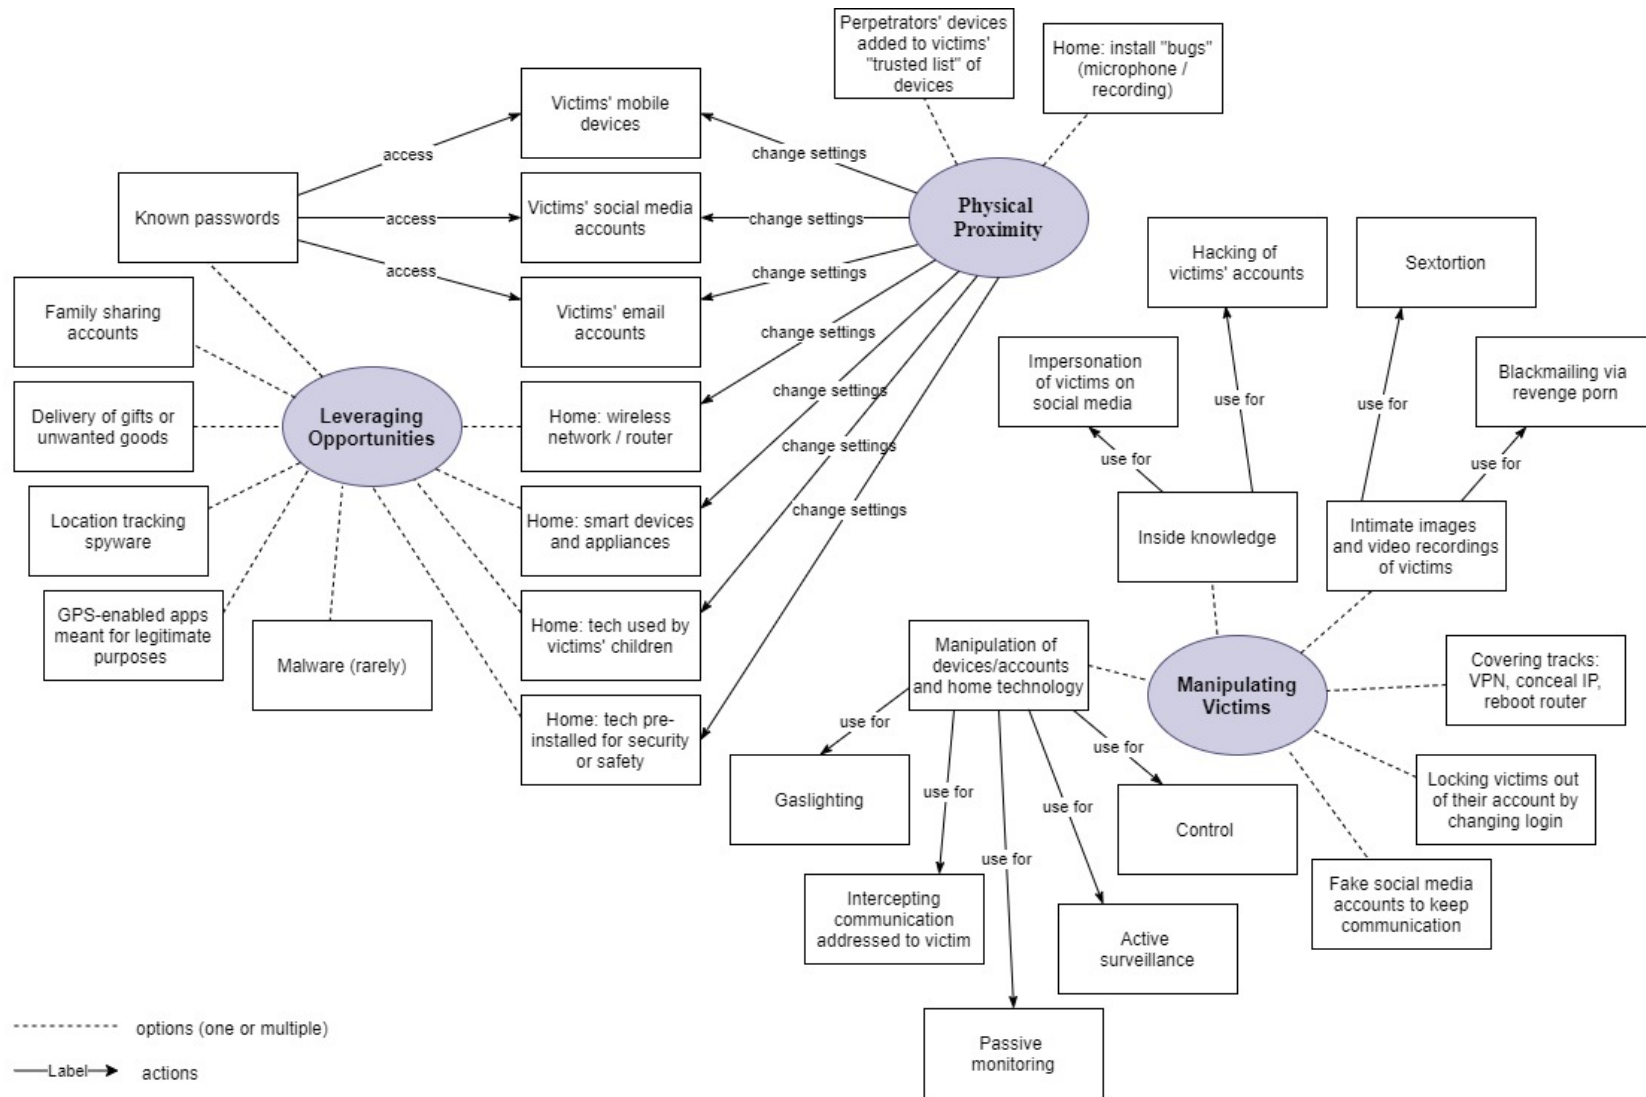 Perpetrators' devices
added to victims'
"trusted list" of
devices
Home: install "bugs"
(microphone /
recording)
Victims' mobile
devices
access
change settings
Known passwords
access
Victims' social media
accounts
change settings
Physical
Proximity
access
Victims' email
accounts
change settings
Hacking of
victims' accounts
Sextortion
Family sharing
accounts
change settings
Impersonation
of victims on
social media
use for
use for
Blackmailing via
revenge porn
Delivery of gifts or
unwanted goods
Leveraging
Opportunities
Home: wireless
network / router
change settings
change settings
use for
use for
Location tracking
spyware
Home: smart devices
and appliances
change settings
Inside knowledge
Intimate images
and video recordings
of victims
GPS-enabled apps
meant for legitimate
purposes
Malware (rarely)
Home: tech used by
victims' children
Manipulation of
devices/accounts
and home technology
Manipulating
Victims
Covering tracks:
VPN, conceal IP,
reboot router
Home: tech pre-
installed for security
or safety
use for
use for
use for
use for
use for
Gaslighting
Control
Locking victims out
of their account by
changing login
Intercepting
communication
addressed to victim
Active
surveillance
Fake social media
accounts to keep
communication
Passive
monitoring
options (one or multiple)
Label
actions